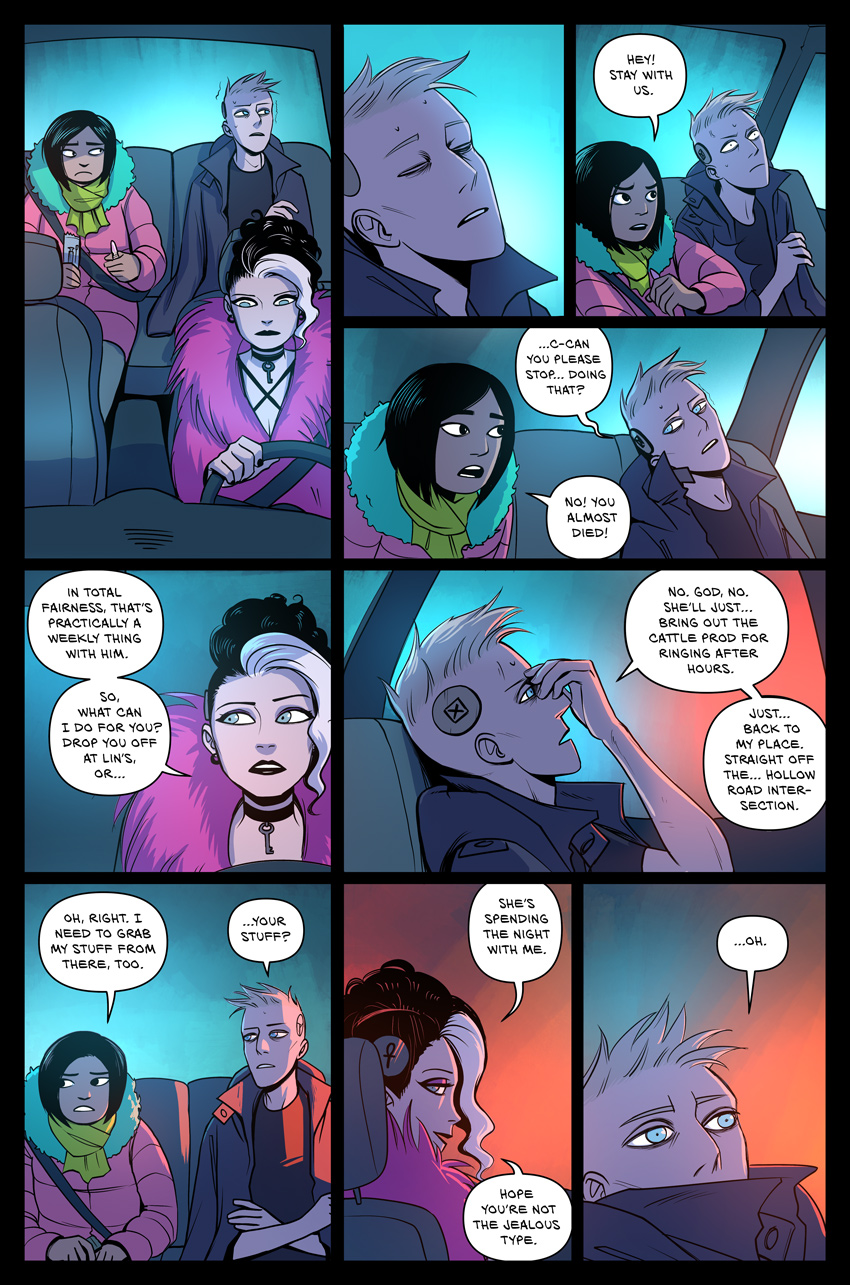 HEY!
STAY WITH
US.
...C-CAN
YOU PLEASE
STOP... DOING
THAT?
NO! YOU
ALMOST
DIED!
IN TOTAL
FAIRNESS, THAT'S
PRACTICALLY A
WEEKLY THING
WITH HIM.
SO,
WHAT CAN
I DO FOR YOU?
DROP YOU OFF
AT LIN'S,
OR...
NO. GOD, NO.
SHE'LL JUST...
BRING OUT THE
CATTLE PROD FOR
RINGING AFTER
HOURS.
JUST...
BACK TO
MY PLACE.
STRAIGHT OFF
THE... HOLLOW
ROAD INTER-
SECTION.
OH, RIGHT. I
NEED TO GRAB
MY STUFF FROM
THERE, TOO.
...YOUR
STUFF?
SHE'S
SPENDING
THE NIGHT
WITH ME.
HOPE
YOU'RE NOT
THE JEALOUS
TYPE.
...OH.